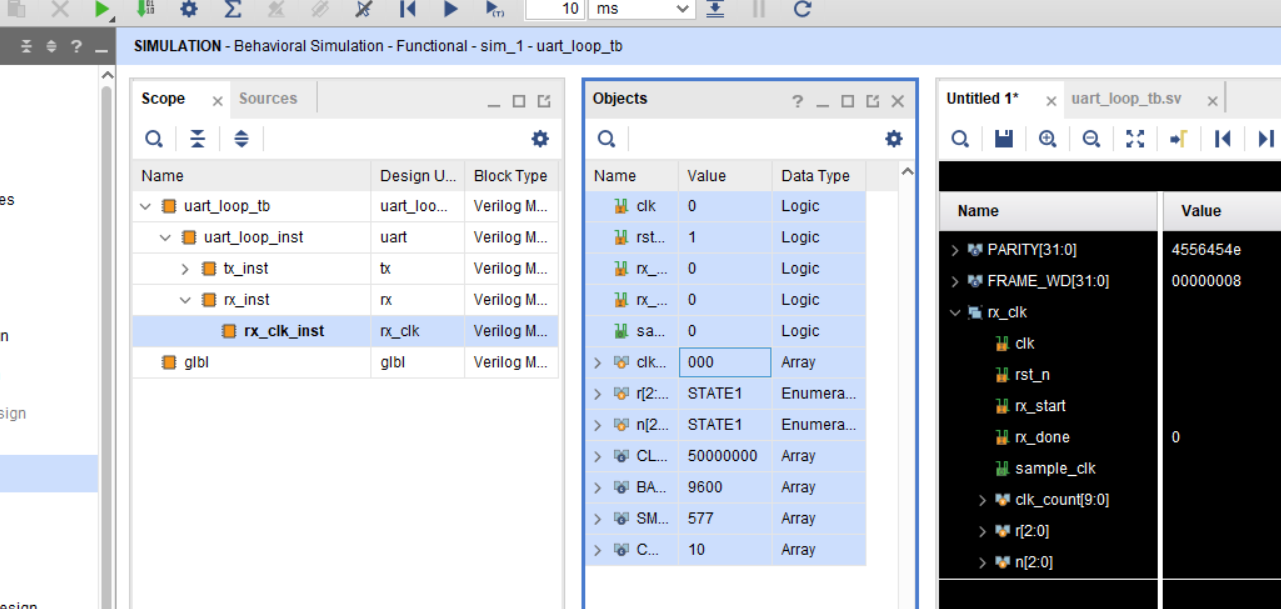 10 ms
SIMULATION - Behavioral Simulation - Functional - sim_1 - uart_loop_tb
Scope Sources
Name Design U... Block Type
uart_loop_tb uart_loo... Verilog M...
uart_loop_inst uart Verilog M...
tx_inst tx Verilog M...
rx_inst rx Verilog M...
rx_clk_inst rx_clk Verilog M...
glbl glbl Verilog M...
Objects
Name Value Data Type
clk 0 Logic
rst... 1 Logic
rx_... 0 Logic
rx_... 0 Logic
sa... 0 Logic
clk... 000 Array
r[2:... STATE1 Enumera...
n[2... STATE1 Enumera...
CL... 50000000 Array
BA... 9600 Array
SM... 577 Array
C... 10 Array
Untitled 1* uart_loop_tb.sv
Name Value
PARITY[31:0] 4556454e
FRAME_WD[31:0] 00000008
rx_clk
clk
rst_n
rx_start
rx_done 0
sample_clk
clk_count[9:0]
r[2:0]
n[2:0]
es
n
sign
esign